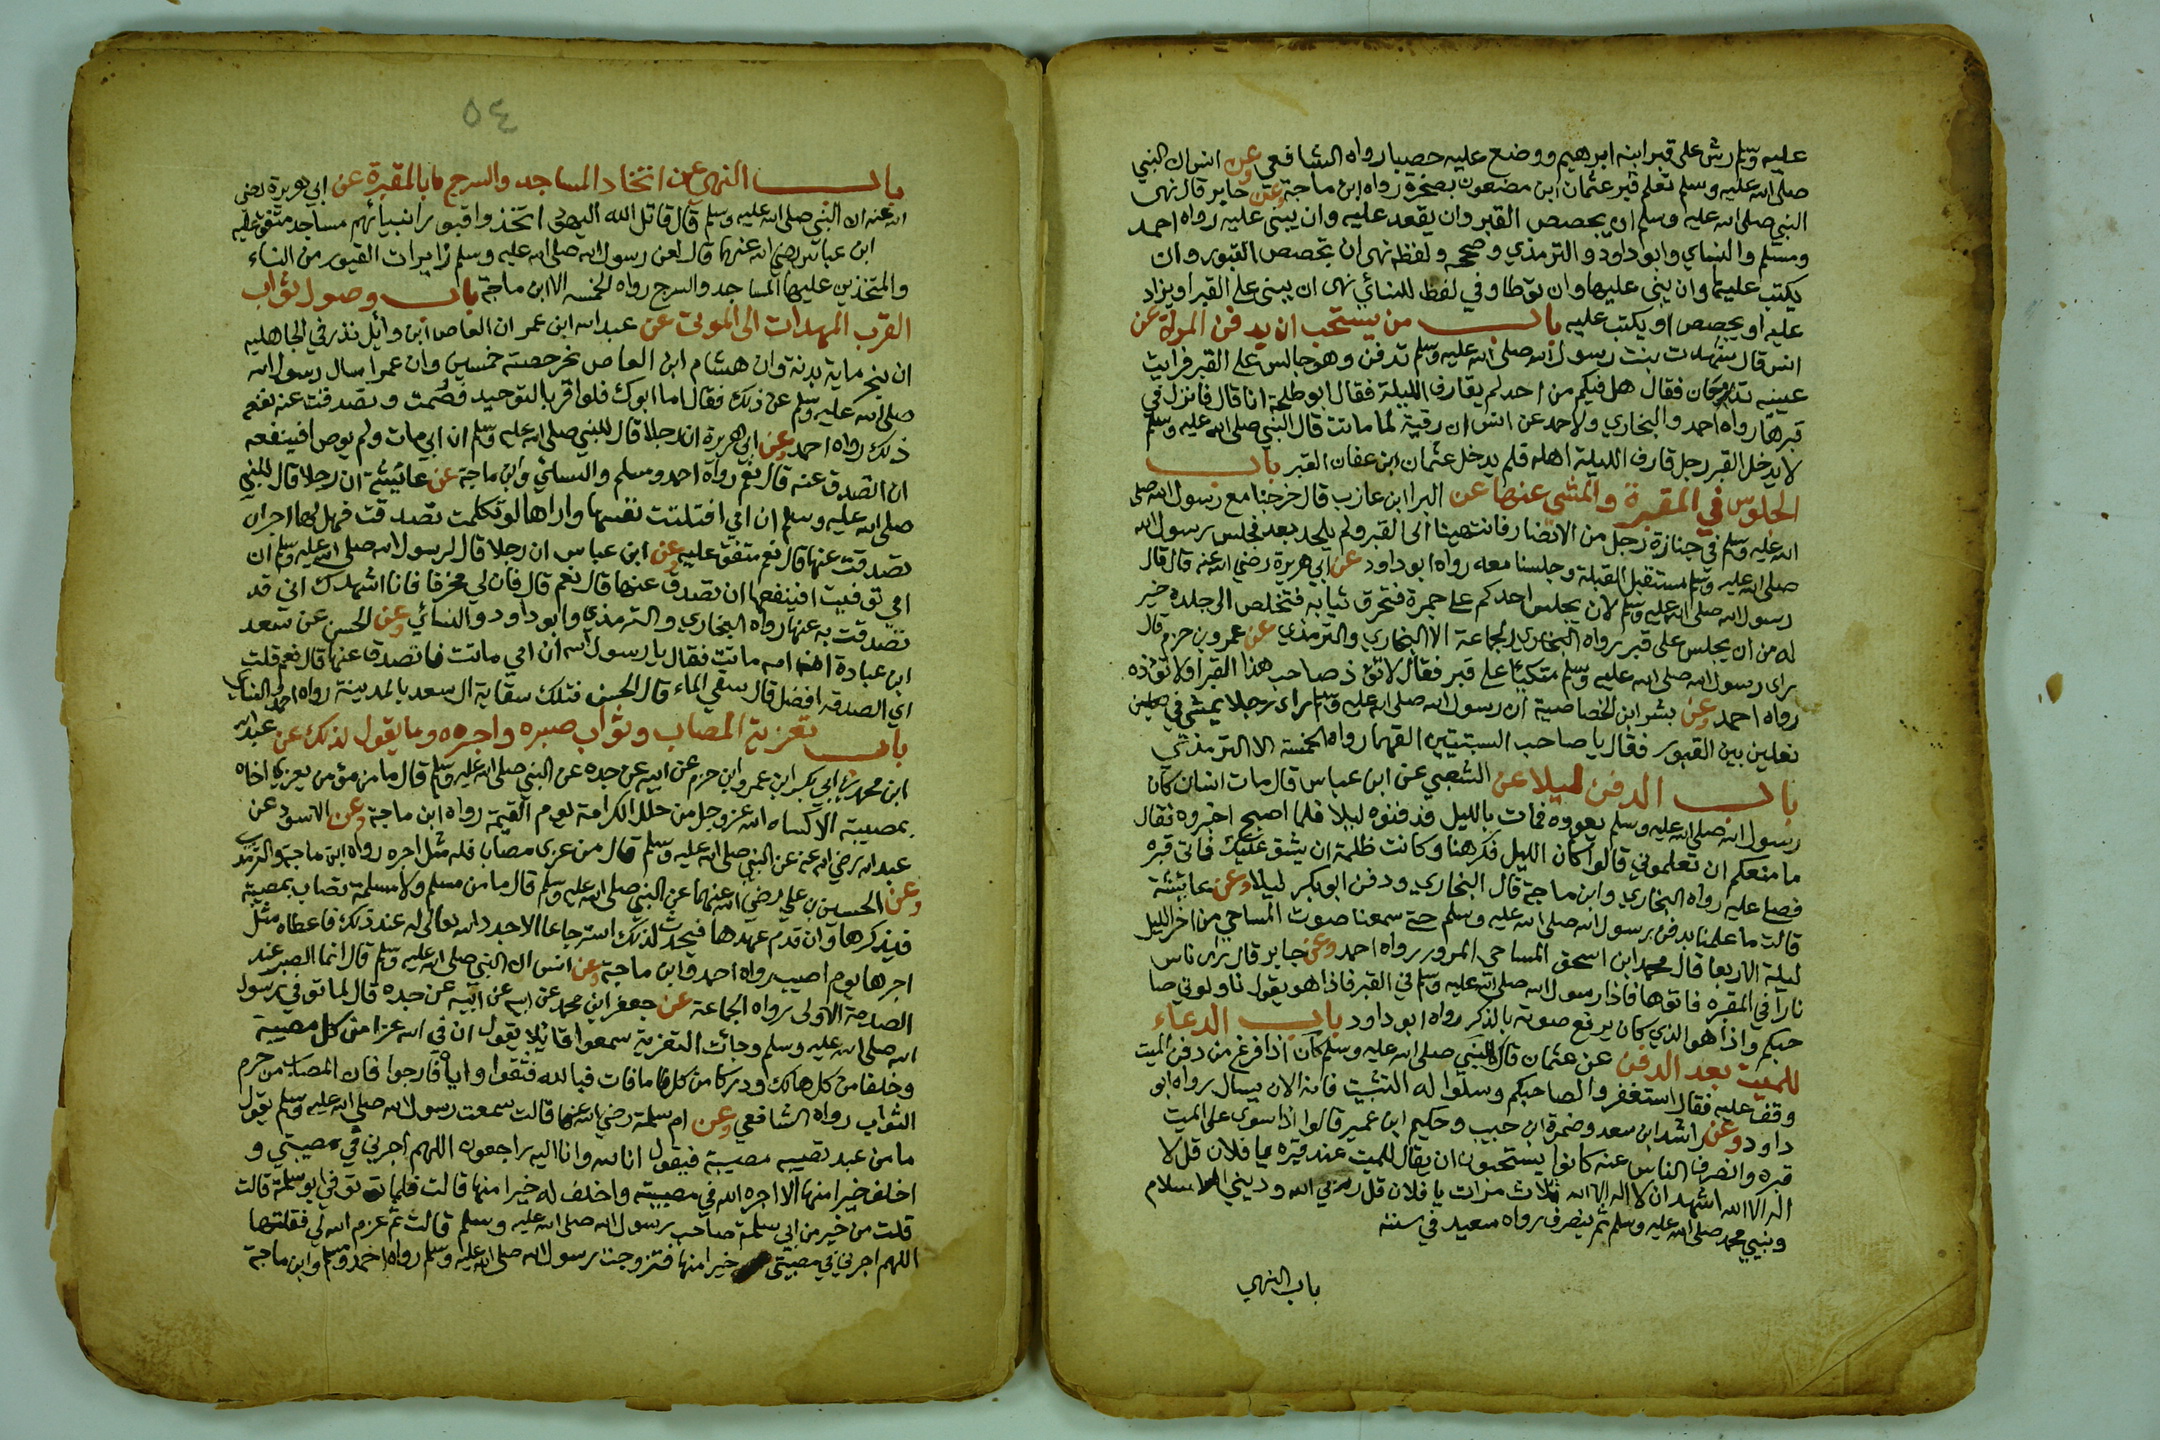 عليه وسلم رش على قبر ابنه ابرهيم ووضع عليه حصبا رواه الشافعي وعن انس ان النبي
صلى الله عليه وسلم تعلم قبر عثمان ابن مضعون بصخرة رواه ابن ماجة وعن جابر قال نهى
النبي صلى الله عليه وسلم ان يجصص القبر وان يقعد عليه وان يبنى عليه رواه احمد
ومسلم والنساي وابو داود والترمذي وصححه ولفظه نهى ان تجصص القبور وان
يكتب عليها وان يبنى عليها وان توطا وفي لفظ للنسائي نهى ان يبنى على القبر او يزاد
عليه او يجصص او يكتب عليه باب من يستحب ان يدفن المراة عن
انس قال شهدت بنت رسول الله صلى الله عليه وسلم تدفن وهو جالس على القبر فرايت
عينيه تدمعان فقال هل فيكم من احد لم يقارف الليلة فقال ابو طلحة انا قال فانزل في
قبرها رواه احمد والبخاري ولاحمد عن انس ان رقية لما ماتت قال النبي صلى الله عليه وسلم
لا يدخل القبر رجل قارف الليلة اهله فلم يدخل عثمان ابن عفان القبر باب
الجلوس في المقبرة والمشي عنها عن البرا ابن عازب قال خرجنا مع رسول الله صلى
الله عليه وسلم في جنازة رجل من الانصار فانتهينا الى القبر ولم يلحد بعد فجلس رسول الله
صلى الله عليه وسلم مستقبل القبلة وجلسنا معه رواه ابو داود عن ابي هريرة رضي الله عنه قال قال
رسول الله صلى الله عليه وسلم لان يجلس احدكم على جمرة فتحرق ثيابه فتخلص الى جلده خير
له من ان يجلس على قبر رواه الجماعة الا البخاري والترمذي عن عمرو بن حزم قال
راى رسول الله صلى الله عليه وسلم متكيا على قبر فقال لا تؤذ صاحب هذا القبر او لا تؤذه
رواه احمد وعن بشر ابن الخصاصية ان رسول الله صلى الله عليه وسلم راى رجلا يمشي في
نعلين بين القبور فقال يا صاحب السبتيتين القهما رواه الخمسة الا الترمذي
باب الدفن ليلا عن الشعبي عن ابن عباس قال مات انسان كان
رسول الله صلى الله عليه وسلم يعوده فمات بالليل فدفنوه ليلا فلما اصبح اخبروه فقال
ما منعكم ان تعلموني قالوا كان الليل فكرهنا وكانت ظلمة ان يشق عليك فاتى قبره
فصلا عليه رواه البخاري وابن ماجة قال البخاري ودفن ابو بكر ليلا وعن عايشة
قالت ما علمنا بدفن رسول الله صلى الله عليه وسلم حتى سمعنا صوت المساحي من اخر الليل
ليلة الاربعا قال محمد ابن اسحق المساحي المرور رواه احمد وعن جابر قال راى ناس
نارا في المقبره فاتوها فاذا رسول الله صلى الله عليه وسلم في القبر فاذا هو يقول ناولوني صا
حبكم واذا هو الذي كان يرفع صوته بالذكر رواه ابو داود باب الدعاء
للميت بعد الدفن عن عثمان قال كان النبي صلى الله عليه وسلم كان اذا فرغ من دفن الميت
وقف عليه فقال استغفروا لصاحبكم وسلوا له التثبيت فانه الان يسال رواه ابو
داود وعن راشد ابن سعد وضمرة ابن حبيب وحكيم ابن عمير قالوا اذا سوى على الميت
قبره وانصرف الناس عنه كانوا يستحبون ان يقال للميت عند قبره يا فلان قل لا
اله الا الله اشهد ان لا اله الا الله ثلاث مرات يا فلان قل ربي الله وديني الاسلام
ونبيي محمد صلى الله عليه وسلم ثم ينصرف رواه سعيد في سننه
باب النهي
٥٤
باب النهي عن اتخاذ المساجد والسرج بالمقبرة عن ابي هريرة رضي
الله عنه ان النبي صلى الله عليه وسلم قال قاتل الله اليهود اتخذوا قبور انبيائهم مساجد متفق عليه
ابن عباس رضي الله عنهما قال لعن رسول الله صلى الله عليه وسلم زايرات القبور من النساء
والمتخذين عليها المساجد والسرج رواه الخمسه الا ابن ماجة باب وصول ثواب
القرب المهدات الى الموتى عن عبد الله ابن عمر ان العاص ابن وائل نذر في الجاهليه
ان ينحر ماية بدنة وان هشام ابن العاص نحر حصته خمسين وان عمرا سال رسول الله
صلى الله عليه وسلم عن ذلك فقال اما ابوك فلو اقر بالتوحيد فصمت وتصدقت عنه نفعه
ذلك رواه احمد وعن ابي هريرة ان رجلا قال للنبي صلى الله عليه وسلم ان ابي مات ولم يوص افينفعه
ان اتصدق عنه قال نعم رواه احمد ومسلم والنسائي وابن ماجة عن عائشة ان رجلا قال للنبي
صلى الله عليه وسلم ان امي افتلتت نفسها واراها لو تكلمت تصدقت فهل لها اجر ان
تصدقت عنها قال نعم متفق عليه وعن ابن عباس ان رجلا قال لرسول الله صلى الله عليه وسلم ان
امي توفيت افينفعها ان تصدق عنها قال نعم قال فان لي مخرفا فانا اشهدك اني قد
تصدقت به عنها رواه البخاري والترمذي وابو داود والنسائي وعن الحسن عن سعد
ابن عبادة ان امه ماتت فقال يا رسول الله ان امي ماتت فاتصدق عنها قال نعم قلت
اي الصدقه افضل قال سقي الماء قال الحسن فتلك سقاية ال سعد بالمدينة رواه احمد والنساي
باب تعزية المصاب وثواب صبره واجره وما يقول لذلك عن عبد الله
ابن محمد بن ابي بكر ابن عمرو ابن حزم عن ابيه عن جده عن النبي صلى الله عليه وسلم قال ما من مؤمن يعزي اخاه
بمصيبة الا كساه الله عز وجل من حلل الكرامة يوم القيمة رواه ابن ماجة وعن الاسود عن
عبد الله رضي الله عنه عن النبي صلى الله عليه وسلم قال من عزى مصابا فله مثل اجره رواه ابن ماجة والترمذي
وعن الحسين بن علي رضي الله عنهما عن النبي صلى الله عليه وسلم قال ما من مسلم ولا مسلمة يصاب بمصيبة
فيذكرها وان قدم عهدها فيحدث لذلك استرجاعا الا جدد الله تعالى له عند ذلك فاعطاه مثل
اجرها يوم اصيب رواه احمد وابن ماجة وعن انس ان النبي صلى الله عليه وسلم قال انما الصبر عند
الصدمة الاولى رواه الجماعة عن جعفر ابن محمد عن ابيه عن جده قال لما توفي رسول
الله صلى الله عليه وسلم وجائت التعزية سمعوا قائلا يقول ان في الله عزا من كل مصيبة
وخلفا من كل هالك ودركا من كل ما فات فبالله فثقوا واياه فارجوا فان المصاب من حرم
الثواب رواه الشافعي وعن ام سلمة رضي الله عنها قالت سمعت رسول الله صلى الله عليه وسلم يقول
ما من عبد تصيبه مصيبة فيقول انا لله وانا اليه راجعون اللهم اجرني في مصيبتي و
اخلف خيرا منها الا اجره الله في مصيبته واخلف له خيرا منها قالت فلما توفي ابو سلمة قالت
قلت من خير من ابي سلمة صاحب رسول الله صلى الله عليه وسلم قالت ثم عزم الله لي فقلتها
اللهم اجرني في مصيبتي خيرا منها فتزوجت رسول الله صلى الله عليه وسلم رواه احمد ومسلم وابن ماجة